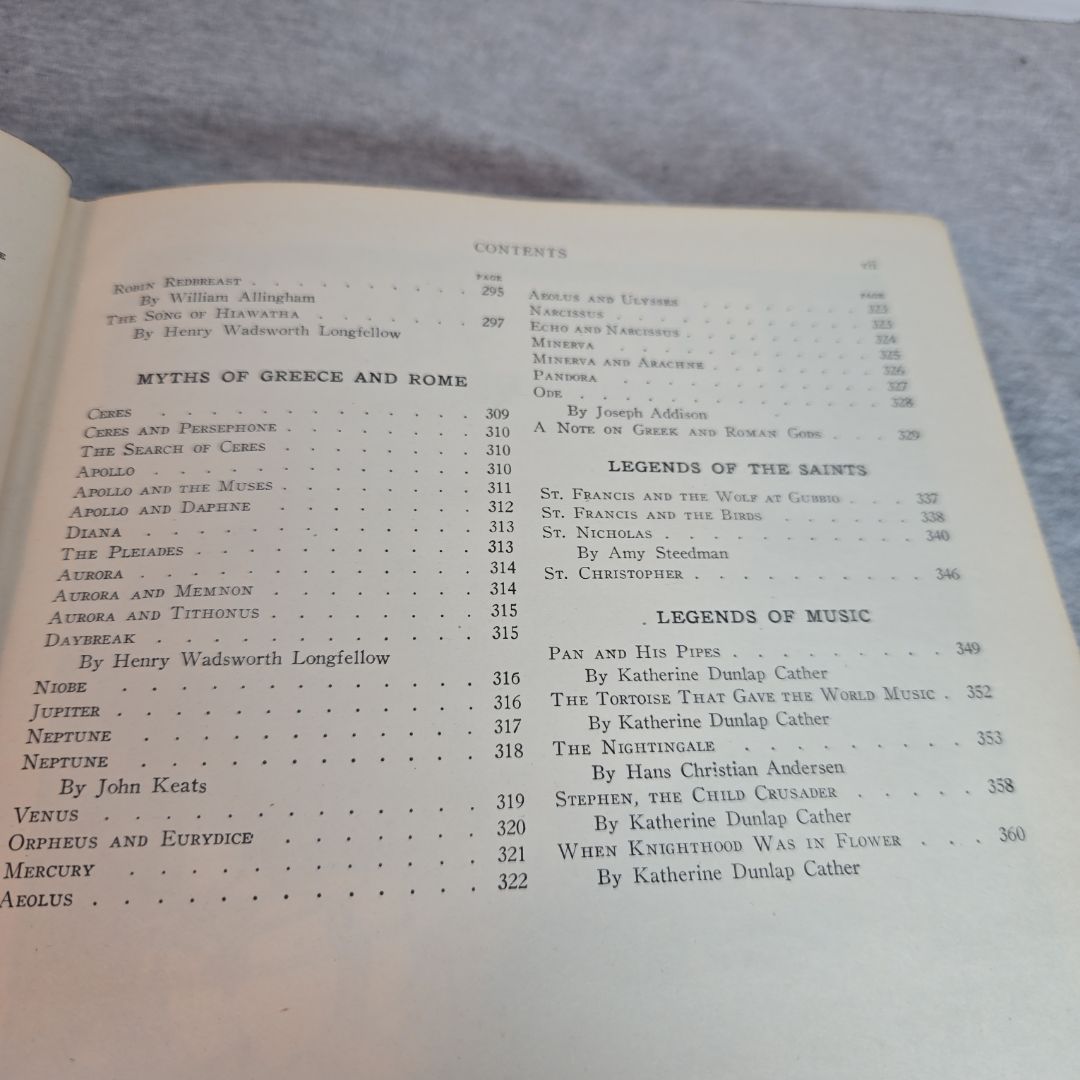 CONTENTS
vii
PAGE
ROBIN REDBREAST . . . . . . . . . . 295
By William Allingham
THE SONG OF HIAWATHA . . . . . . . 297
By Henry Wadsworth Longfellow
MYTHS OF GREECE AND ROME
CERES . . . . . . . . . . . . . 309
CERES AND PERSEPHONE . . . . . . . . 310
THE SEARCH OF CERES . . . . . . . . 310
APOLLO . . . . . . . . . . . . 310
APOLLO AND THE MUSES . . . . . . . . 311
APOLLO AND DAPHNE . . . . . . . . 312
DIANA . . . . . . . . . . . . 313
THE PLEIADES . . . . . . . . . . 313
AURORA . . . . . . . . . . . . 314
AURORA AND MEMNON . . . . . . . . 314
AURORA AND TITHONUS . . . . . . . . 315
DAYBREAK . . . . . . . . . . . . 315
By Henry Wadsworth Longfellow
NIOBE . . . . . . . . . . . . . 316
JUPITER . . . . . . . . . . . . . 316
NEPTUNE . . . . . . . . . . . . 317
NEPTUNE . . . . . . . . . . . . 318
By John Keats
VENUS . . . . . . . . . . . . . 319
ORPHEUS AND EURYDICE . . . . . . . 320
MERCURY . . . . . . . . . . . . 321
AEOLUS . . . . . . . . . . . . . 322
PAGE
AEOLUS AND ULYSSES . . . . . . . . 323
NARCISSUS . . . . . . . . . . . 323
ECHO AND NARCISSUS . . . . . . . . 324
MINERVA . . . . . . . . . . . . 325
MINERVA AND ARACHNE . . . . . . . 326
PANDORA . . . . . . . . . . . . 327
ODE . . . . . . . . . . . . . . 328
By Joseph Addison
A NOTE ON GREEK AND ROMAN GODS . . . 329
LEGENDS OF THE SAINTS
ST. FRANCIS AND THE WOLF AT GUBBIO . . . 337
ST. FRANCIS AND THE BIRDS . . . . . . 338
ST. NICHOLAS . . . . . . . . . . . 340
By Amy Steedman
ST. CHRISTOPHER . . . . . . . . . . 346
LEGENDS OF MUSIC
PAN AND HIS PIPES . . . . . . . . . 349
By Katherine Dunlap Cather
THE TORTOISE THAT GAVE THE WORLD MUSIC . 352
By Katherine Dunlap Cather
THE NIGHTINGALE . . . . . . . . . 353
By Hans Christian Andersen
STEPHEN, THE CHILD CRUSADER . . . . . 358
By Katherine Dunlap Cather
WHEN KNIGHTHOOD WAS IN FLOWER . . . 360
By Katherine Dunlap Cather